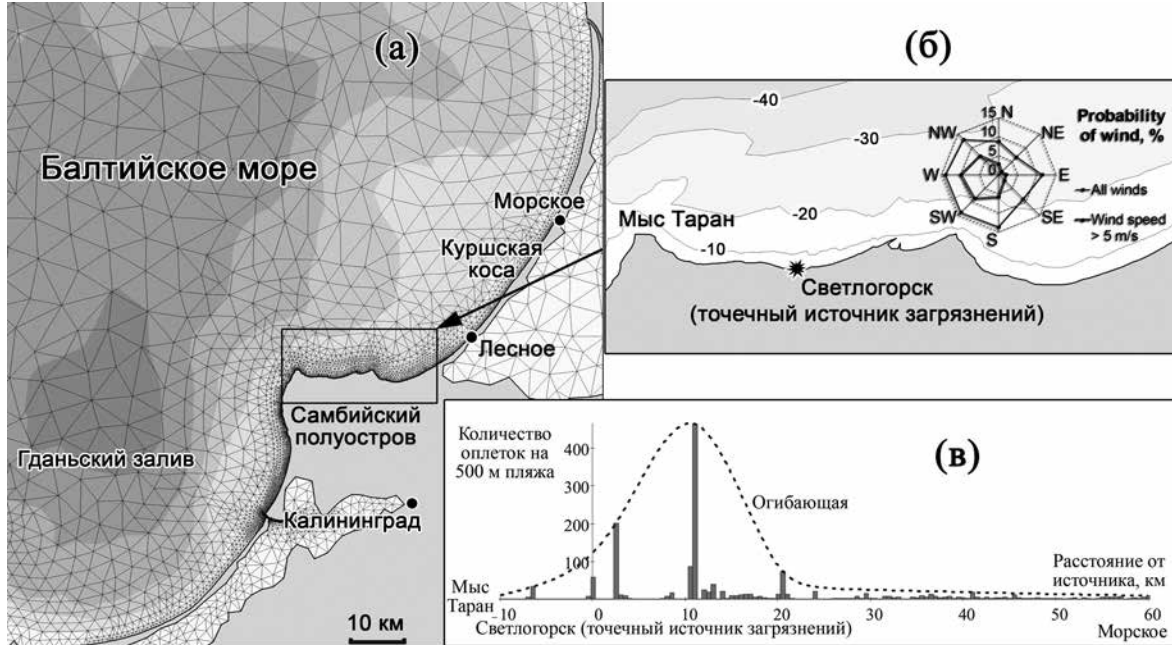 (а)
Балтийское море
Морское
Куршская
коса
Лесное
Самбийский
полуостров
Гданьский залив
Калининград
10 км
(б)
-40
-30
-20
-10
Мыс Таран
Светлогорск
(точечный источник загрязнений)
15
10
5
0
N
NE
E
SE
S
SW
W
NW
Probability
of wind, %
All winds
Wind speed
> 5 m/s
(в)
Количество
оплеток на
500 м пляжа
400
300
200
100
Огибающая
Расстояние от
источника, км
Мыс
Таран
-10
0
10
20
30
40
50
60
Светлогорск (точечный источник загрязнений)
Морское